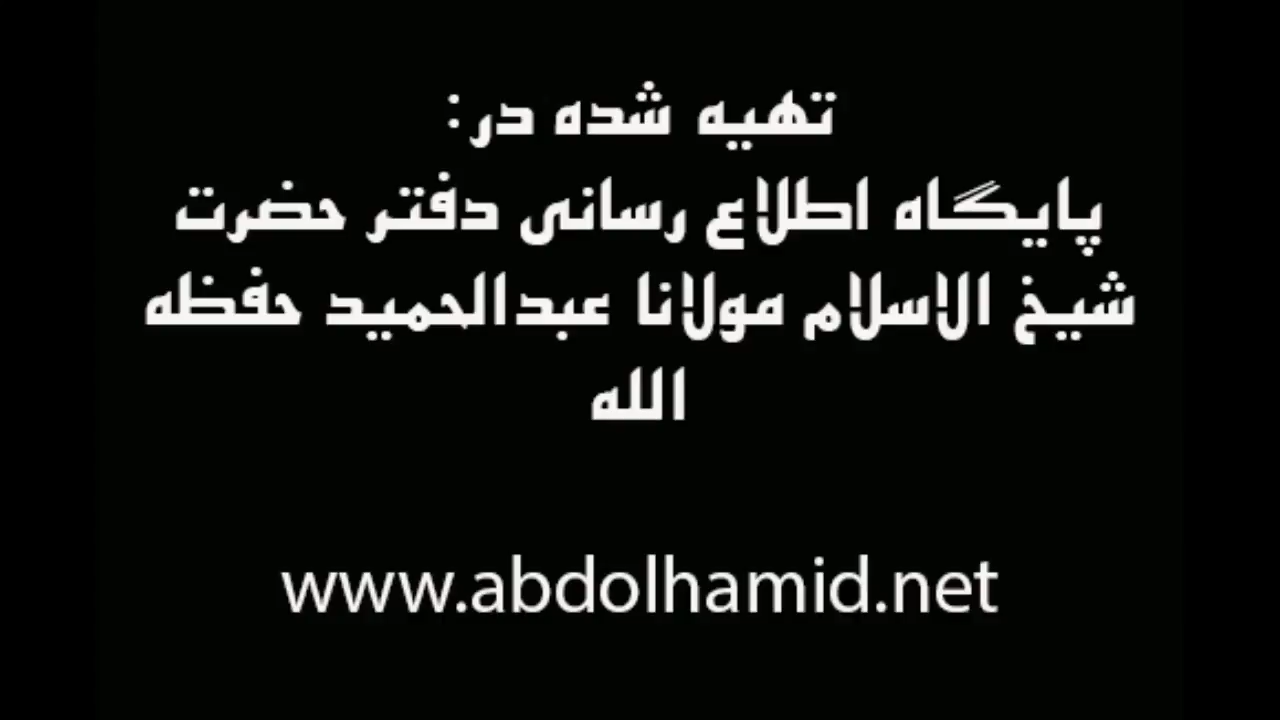 تهیه شده در:
پایگاه اطلاع رسانی دفتر حضرت
شیخ الاسلام مولانا عبدالحمید حفظه
الله
www.abdolhamid.net